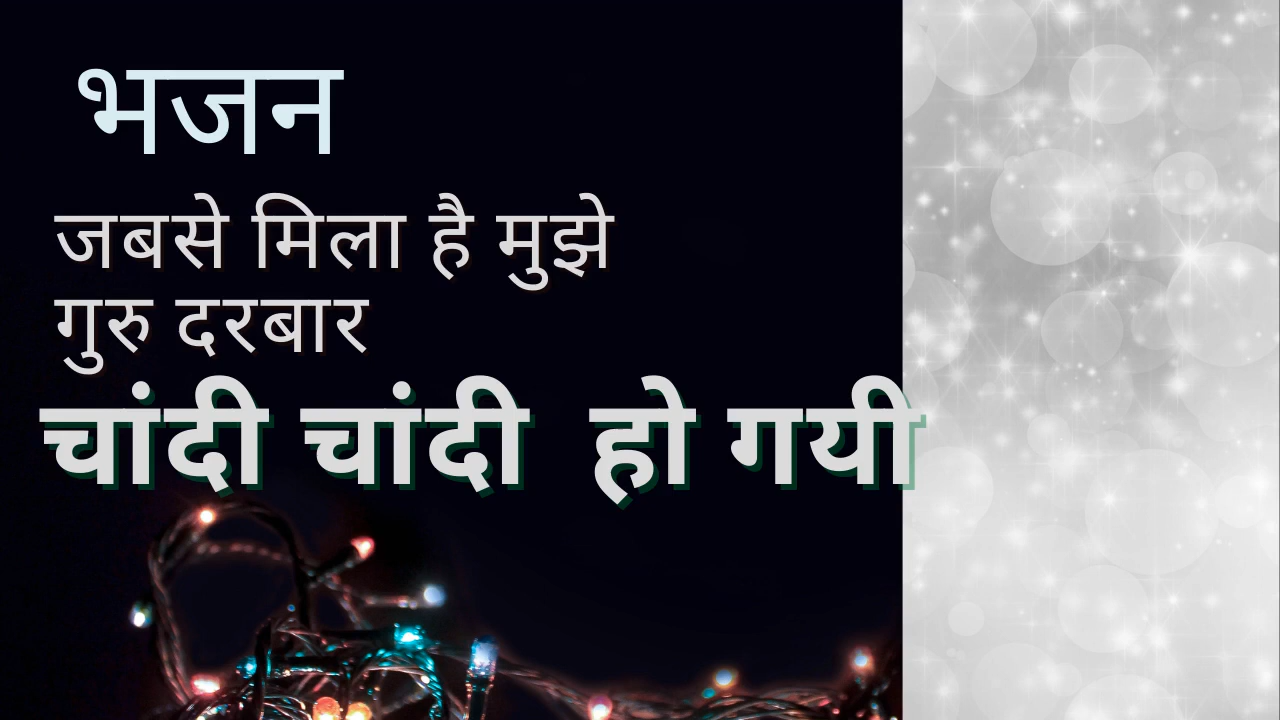 भजन
जबसे मिला है मुझे
गुरु दरबार
चांदी चांदी हो गयी